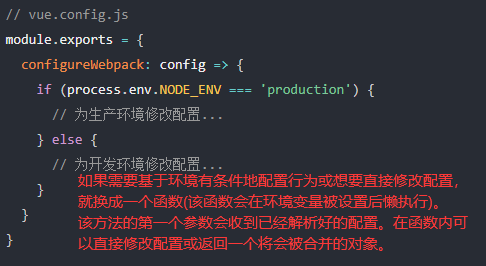 // vue.config.js
module.exports = {
  configureWebpack: config => {
    if (process.env.NODE_ENV === 'production') {
      // 为生产环境修改配置...
    } else {
      // 为开发环境修改配置...
如果需要基于环境有条件地配置行为或想要直接修改配置，
    }
就换成一个函数(该函数会在环境变量被设置后懒执行)。
  }
该方法的第一个参数会收到已经解析好的配置。在函数内可
}
以直接修改配置或返回一个将会被合并的对象。